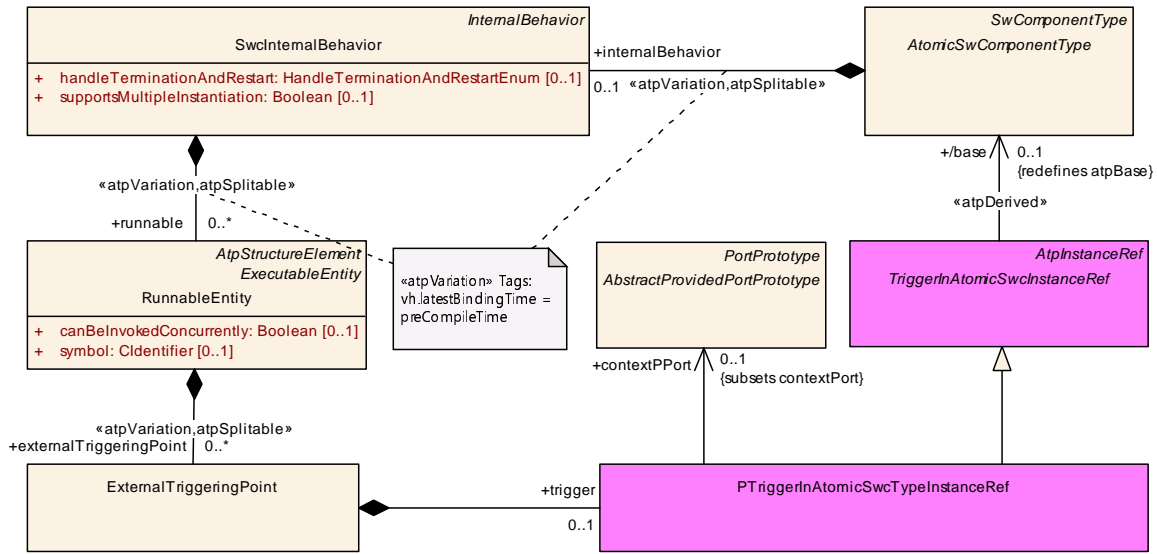 InternalBehavior
SwcInternalBehavior
+ handleTerminationAndRestart: HandleTerminationAndRestartEnum [0..1]
+ supportsMultipleInstantiation: Boolean [0..1]
+internalBehavior
0..1
«atpVariation,atpSplitable»
SwComponentType
AtomicSwComponentType
«atpVariation,atpSplitable»
+runnable 0..*
+/base 0..1
{redefines atpBase}
«atpDerived»
AtpStructureElement
ExecutableEntity
RunnableEntity
+ canBeInvokedConcurrently: Boolean [0..1]
+ symbol: CIdentifier [0..1]
«atpVariation» Tags:
vh.latestBindingTime =
preCompileTime
PortPrototype
AbstractProvidedPortPrototype
AtpInstanceRef
TriggerInAtomicSwcInstanceRef
+contextPPort 0..1
{subsets contextPort}
«atpVariation,atpSplitable»
+externalTriggeringPoint 0..*
ExternalTriggeringPoint
+trigger
0..1
PTriggerInAtomicSwcTypeInstanceRef